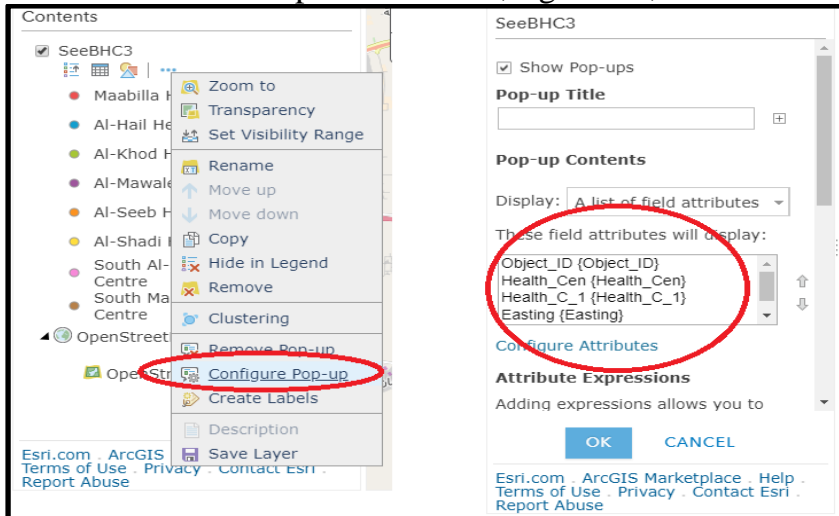 Contents
SeeBHC3
Maabilla H
Al-Hail He
Al-Khod H
Al-Mawale
Al-Seeb H
Al-Shadi H
South Al-
Centre
South Ma
Centre
OpenStreet
OpenStr
Zoom to
Transparency
Set Visibility Range
Rename
Move up
Move down
Copy
Hide in Legend
Remove
Clustering
Remove Pop-up
Configure Pop-up
Create Labels
Description
Save Layer
Esri.com . ArcGIS
Terms of Use . Privacy . Contact Esri .
Report Abuse
SeeBHC3
Show Pop-ups
Pop-up Title
Pop-up Contents
Display: A list of field attributes
These field attributes will display:
Object_ID {Object_ID}
Health_Cen {Health_Cen}
Health_C_1 {Health_C_1}
Easting {Easting}
Configure Attributes
Attribute Expressions
Adding expressions allows you to
OK CANCEL
Esri.com . ArcGIS Marketplace . Help .
Terms of Use . Privacy . Contact Esri .
Report Abuse